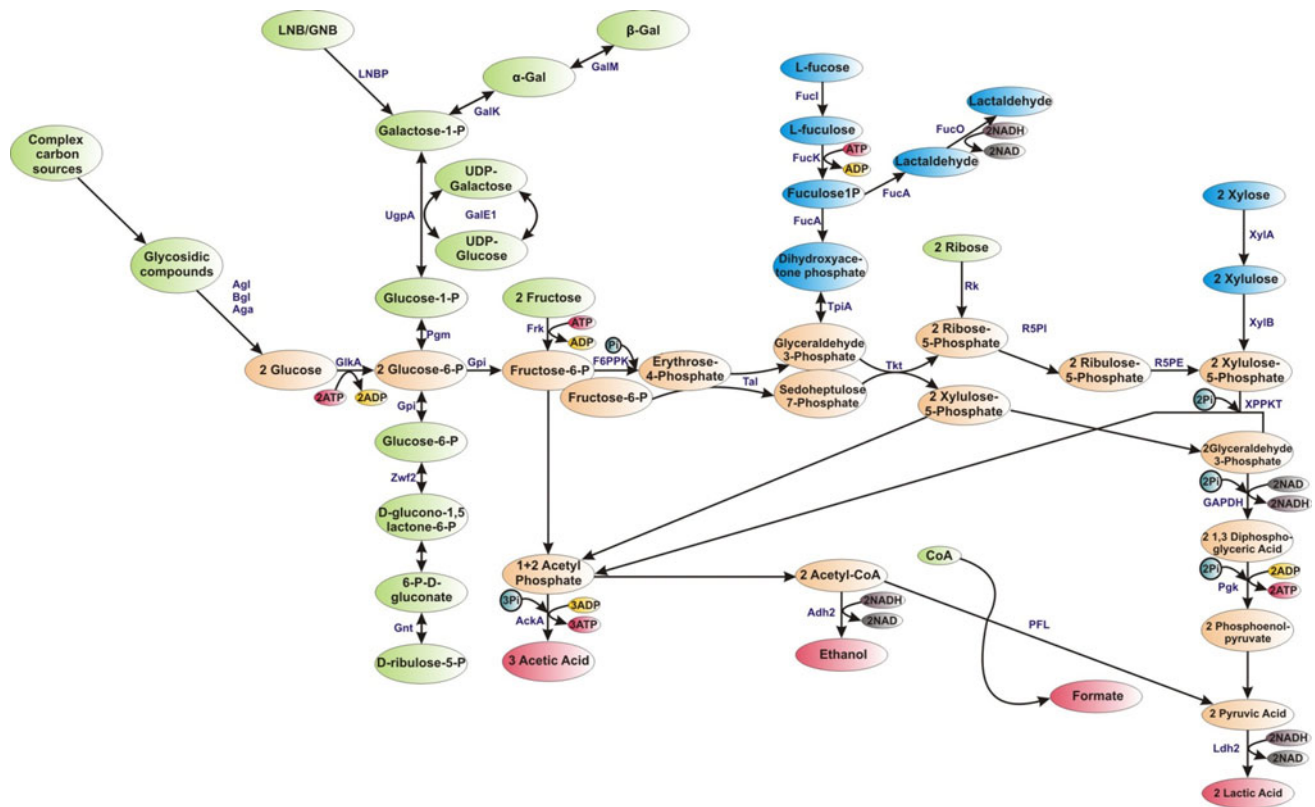 LNB/GNB
β-Gal
LNBP
GalM
α-Gal
GalK
Galactose-1-P
L-fucose
FucI
L-fuculose
FucK
ATP
ADP
Fuculose1P
Lactaldehyde
FucO
2NADH
2NAD
Lactaldehyde
FucA
FucA
Complex
carbon
sources
UDP-
Galactose
UgpA
GalE1
UDP-
Glucose
2 Xylose
XylA
Glycosidic
compounds
Dihydroxyace-
tone phosphate
2 Ribose
2 Xylulose
Agl
Bgl
Aga
Glucose-1-P
2 Fructose
TpiA
Rk
XylB
Pgm
Frk
ATP
ADP
Pi
F6PPK
2 Glucose
GlkA
2ATP
2ADP
2 Glucose-6-P
Gpi
Fructose-6-P
Fructose-6-P
Erythrose-
4-Phosphate
Tal
Glyceraldehyde
3-Phosphate
Sedoheptulose
7-Phosphate
Tkt
2 Ribose-
5-Phosphate
R5PI
2 Ribulose-
5-Phosphate
R5PE
2 Xylulose-
5-Phosphate
2 Xylulose-
5-Phosphate
2Pi
XPPKT
Gpi
Glucose-6-P
Zwf2
D-glucono-1,5
lactone-6-P
6-P-D-
gluconate
Gnt
D-ribulose-5-P
2Glyceraldehyde
3-Phosphate
2Pi
2NAD
GAPDH
2NADH
2 1,3 Diphospho-
glyceric Acid
2Pi
2ADP
Pgk
2ATP
2 Phosphoenol-
pyruvate
1+2 Acetyl
Phosphate
3Pi
3ADP
AckA
3ATP
3 Acetic Acid
2 Acetyl-CoA
2NADH
Adh2
2NAD
Ethanol
CoA
PFL
Formate
2 Pyruvic Acid
2NADH
Ldh2
2NAD
2 Lactic Acid